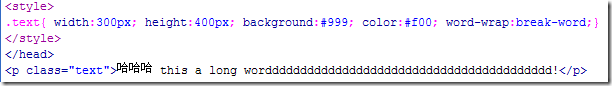 <style>
.text{ width:300px; height:400px; background:#999; color:#f00; word-wrap:break-word;}
</style>
</head>
<p class="text">哈哈哈 this a long worddddddddddddddddddddddddddddddddddddddddd!</p>